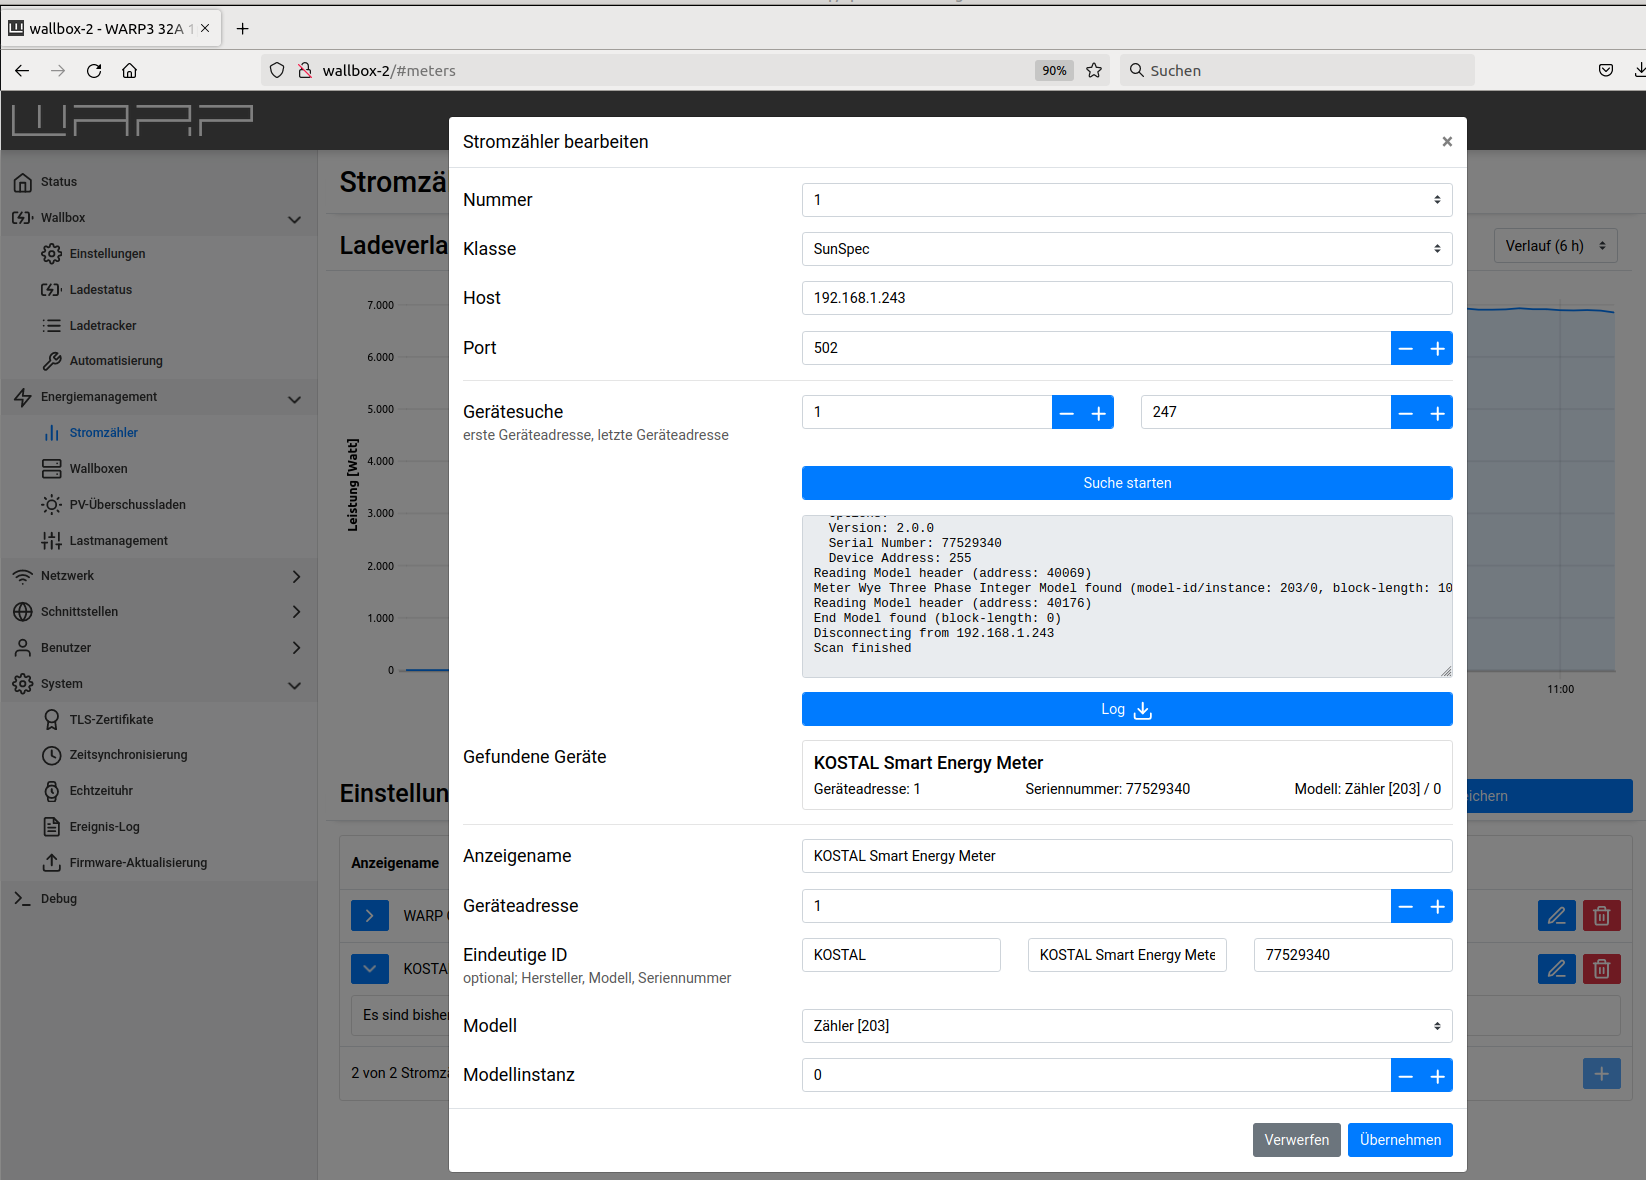 wallbox-2 - WARP3 32A 1
wallbox-2/#meters
90%
Suchen
WARP
Status
Wallbox
Einstellungen
Ladestatus
Ladetracker
Automatisierung
Energiemanagement
Stromzähler
Wallboxen
PV-Überschussladen
Lastmanagement
Netzwerk
Schnittstellen
Benutzer
System
TLS-Zertifikate
Zeitsynchronisierung
Echtzeituhr
Ereignis-Log
Firmware-Aktualisierung
Debug
Stromzä
Ladeverla
Verlauf (6 h)
7.000
6.000
5.000
4.000
3.000
2.000
1.000
0
Leistung [Watt]
11:00
Einstellun
ichern
Anzeigename
WARP
KOSTA
Es sind bisher
2 von 2 Stromzä
Stromzähler bearbeiten
×
Nummer
1
Klasse
SunSpec
Host
192.168.1.243
Port
502
Gerätesuche
erste Geräteadresse, letzte Geräteadresse
1
247
Suche starten
Version: 2.0.0
Serial Number: 77529340
Device Address: 255
Reading Model header (address: 40069)
Meter Wye Three Phase Integer Model found (model-id/instance: 203/0, block-length: 10
Reading Model header (address: 40176)
End Model found (block-length: 0)
Disconnecting from 192.168.1.243
Scan finished
Log
Gefundene Geräte
KOSTAL Smart Energy Meter
Geräteadresse: 1 Seriennummer: 77529340 Modell: Zähler [203] / 0
Anzeigename
KOSTAL Smart Energy Meter
Geräteadresse
1
Eindeutige ID
optional; Hersteller, Modell, Seriennummer
KOSTAL
KOSTAL Smart Energy Mete
77529340
Modell
Zähler [203]
Modellinstanz
0
Verwerfen
Übernehmen